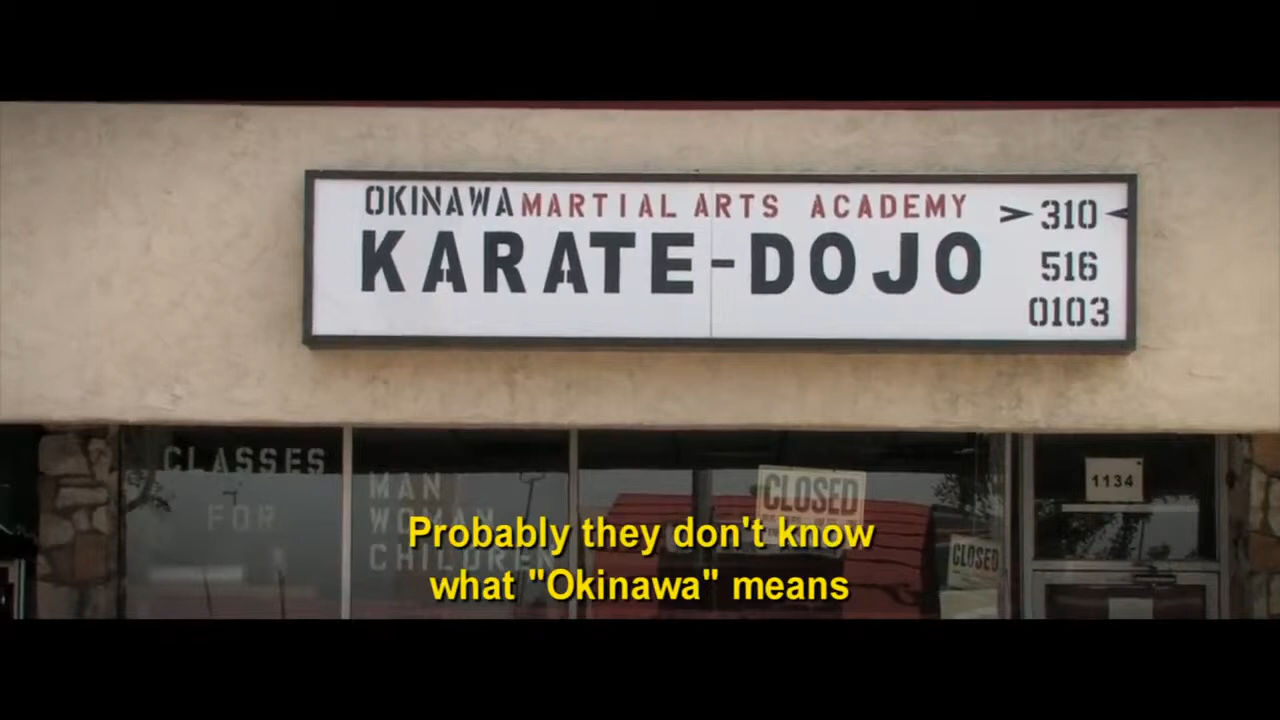 OKINAWA MARTIAL ARTS ACADEMY
KARATE-DOJO
> 310 <
516
0103
CLASSES
FOR
MAN
WOMAN
CHILDREN
CLOSED
CLOSED
1134
Probably they don't know
what "Okinawa" means